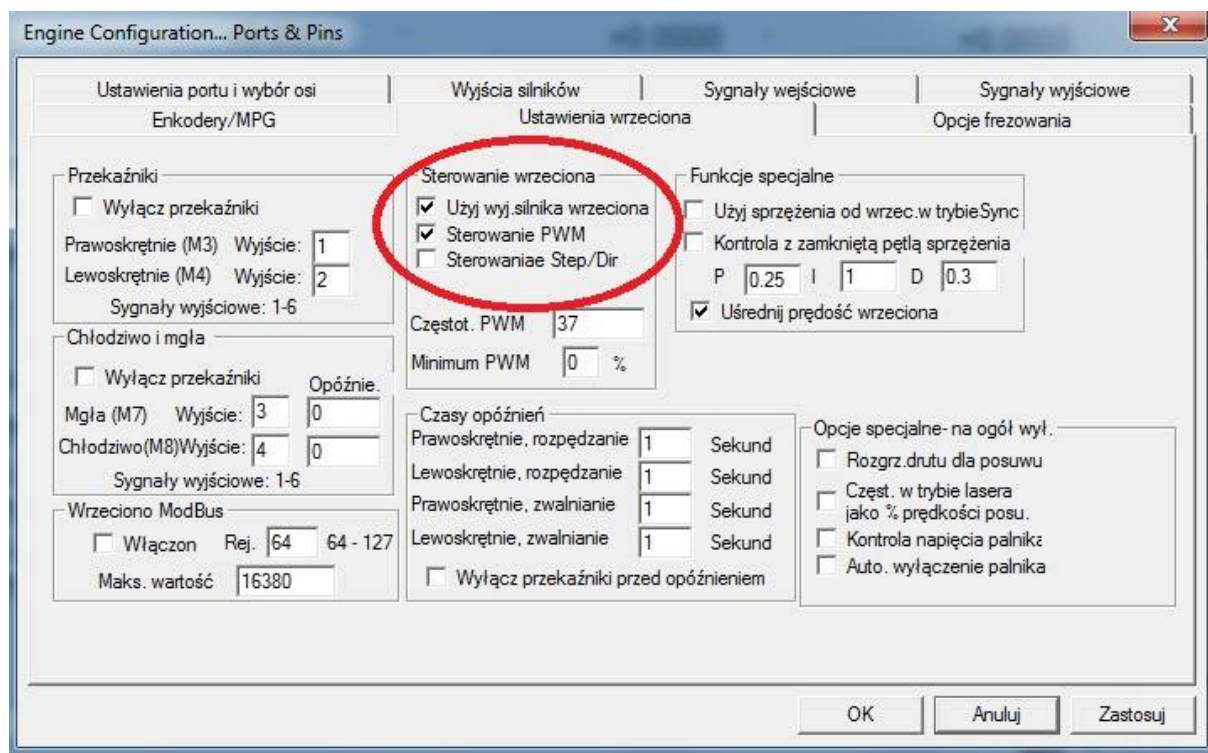 Engine Configuration... Ports & Pins
Ustawienia portu i wybór osi
Wyjścia silników
Sygnały wejściowe
Sygnały wyjściowe
Enkodery/MPG
Ustawienia wrzeciona
Opcje frezowania
Przekaźniki
Wyłącz przekaźniki
Prawoskrętnie (M3) Wyjście: 1
Lewoskrętnie (M4) Wyjście: 2
Sygnały wyjściowe: 1-6
Chłodziwo i mgła
Wyłącz przekaźniki
Opóźnie.
Mgła (M7) Wyjście: 3 0
Chłodziwo(M8)Wyjście: 4 0
Sygnały wyjściowe: 1-6
Wrzeciono ModBus
Włączon Rej. 64 64 - 127
Maks. wartość 16380
Sterowanie wrzeciona
Użyj wyj.silnika wrzeciona
Sterowanie PWM
Sterowaniae Step/Dir
Częstot. PWM 37
Minimum PWM 0 %
Funkcje specjalne
Użyj sprzężenia od wrzec.w trybieSync
Kontrola z zamkniętą pętlą sprzężenia
P 0.25 I 1 D 0.3
Uśrednij prędość wrzeciona
Czasy opóźnień
Prawoskrętnie, rozpędzanie 1 Sekund
Lewoskrętnie, rozpędzanie 1 Sekund
Prawoskrętnie, zwalnianie 1 Sekund
Lewoskrętnie, zwalnianie 1 Sekund
Wyłącz przekaźniki przed opóźnieniem
Opcje specjalne- na ogół wył.
Rozgrz.drutu dla posuwu
Częst. w trybie lasera
jako % prędkości posu.
Kontrola napięcia palnika
Auto. wyłączenie palnika
OK
Anuluj
Zastosuj